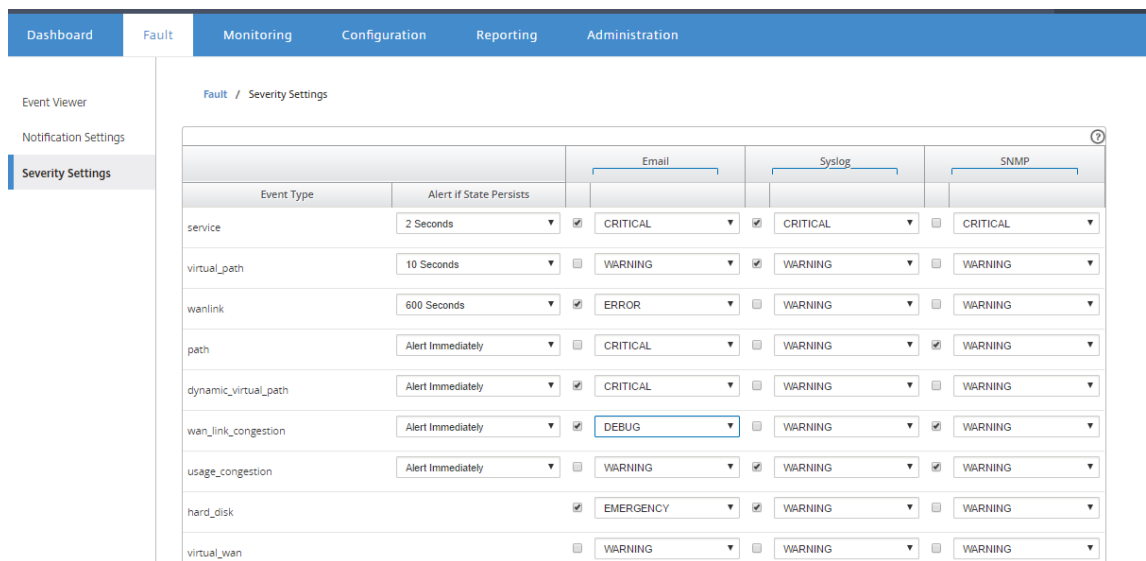 Dashboard Fault Monitoring Configuration Reporting Administration
Event Viewer
Notification Settings
Severity Settings
Fault / Severity Settings
?
Email Syslog SNMP
Event Type Alert if State Persists
service 2 Seconds CRITICAL CRITICAL CRITICAL
virtual_path 10 Seconds WARNING WARNING WARNING
wanlink 600 Seconds ERROR WARNING WARNING
path Alert Immediately CRITICAL WARNING WARNING
dynamic_virtual_path Alert Immediately CRITICAL WARNING WARNING
wan_link_congestion Alert Immediately DEBUG WARNING WARNING
usage_congestion Alert Immediately WARNING WARNING WARNING
hard_disk EMERGENCY WARNING WARNING
virtual_wan WARNING WARNING WARNING